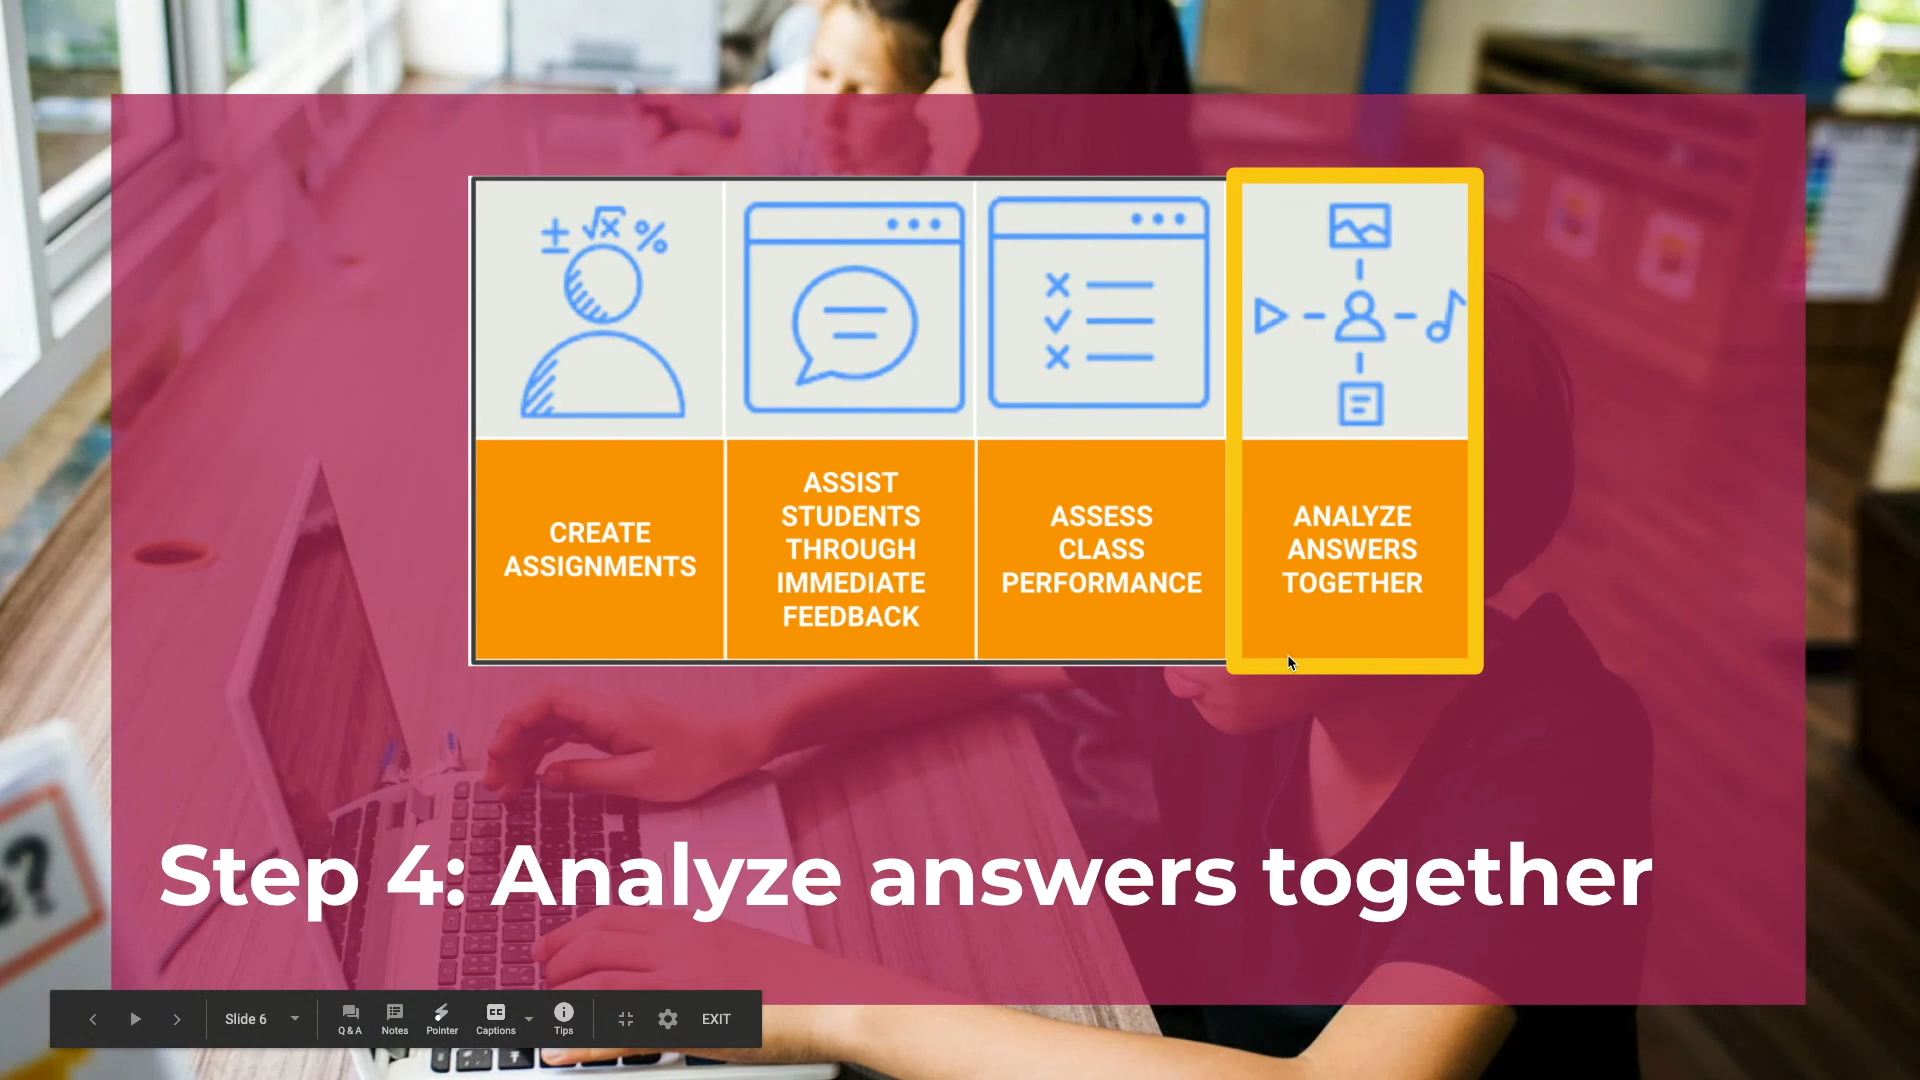 ± √x %
CREATE
ASSIGNMENTS
ASSIST
STUDENTS
THROUGH
IMMEDIATE
FEEDBACK
ASSESS
CLASS
PERFORMANCE
ANALYZE
ANSWERS
TOGETHER
Step 4: Analyze answers together
?
Slide 6
Q&A
Notes
Pointer
CC
Captions
Tips
EXIT